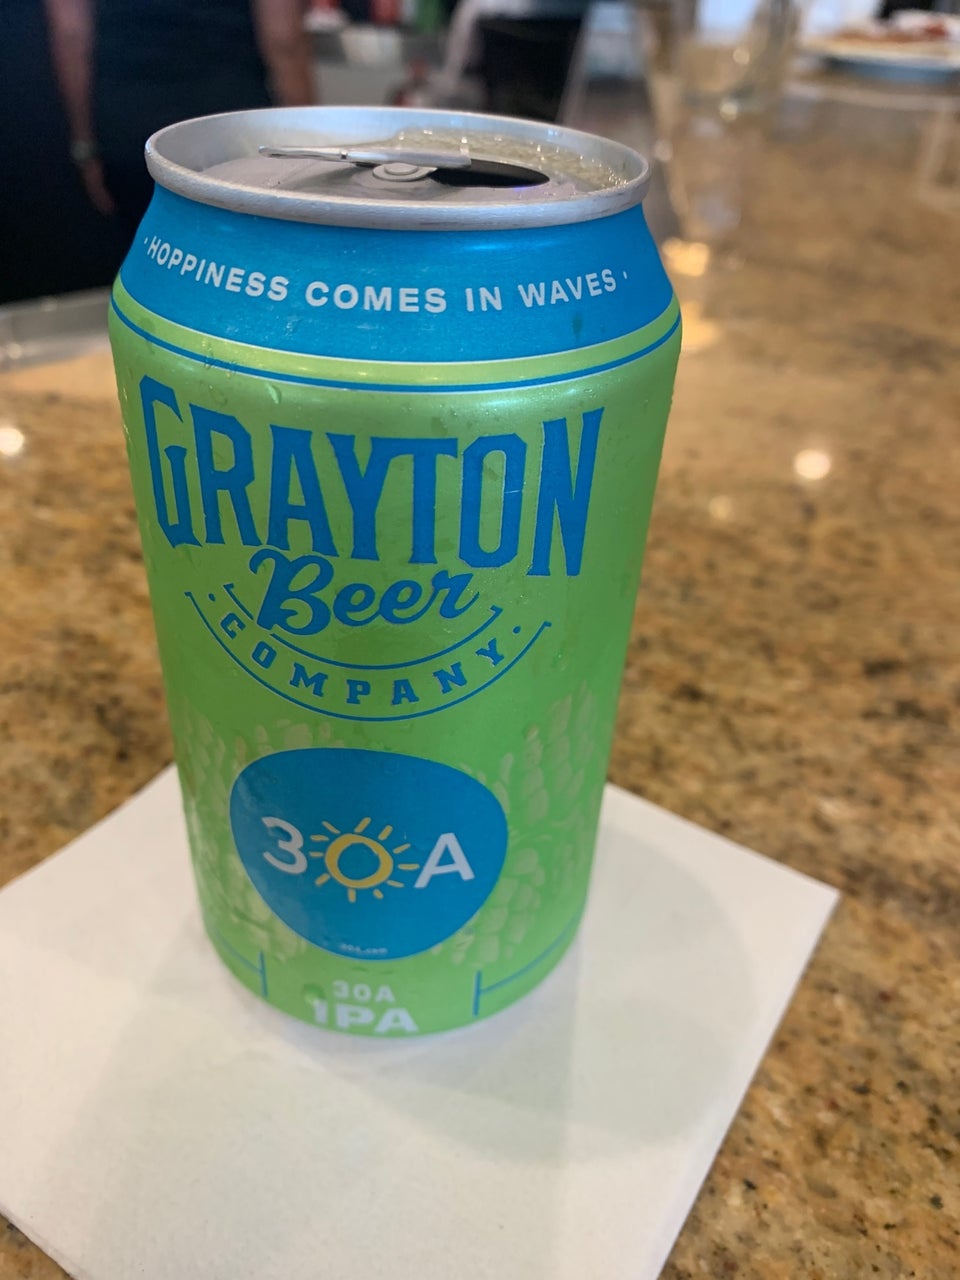 · HOPPINESS COMES IN WAVES ·
GRAYTON
Beer
· COMPANY ·
30A
30A
IPA